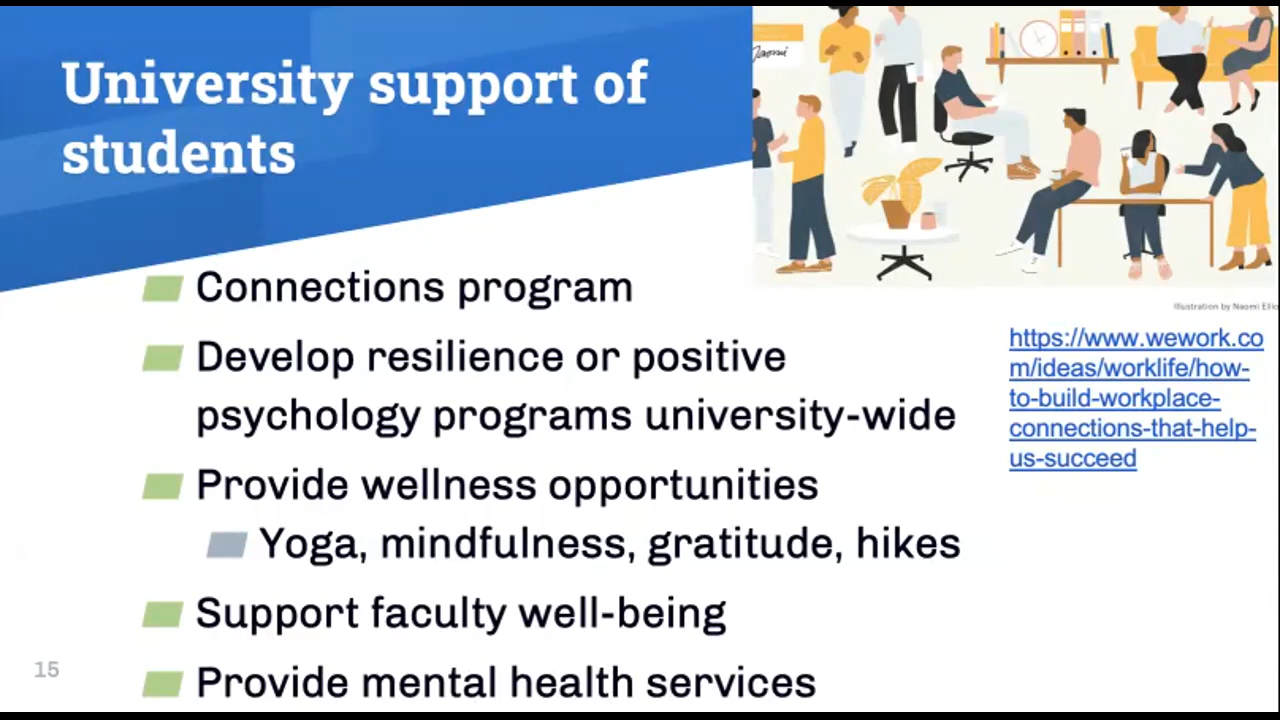 University support of
students
Connections program
Develop resilience or positive
psychology programs university-wide
Provide wellness opportunities
Yoga, mindfulness, gratitude, hikes
Support faculty well-being
Provide mental health services
Naomi
Illustration by Naomi
https://www.wework.co
m/ideas/worklife/how-
to-build-workplace-
connections-that-help-
us-succeed
15